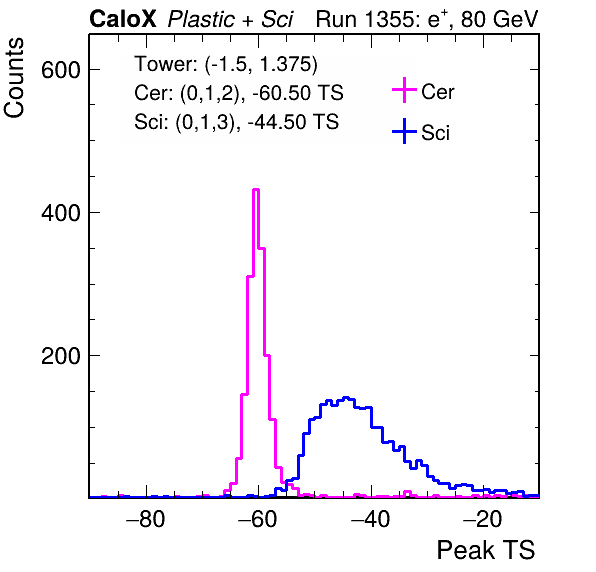 CaloX Plastic + Sci Run 1355: e⁺, 80 GeV
Counts
Tower: (-1.5, 1.375)
Cer: (0,1,2), -60.50 TS
Sci: (0,1,3), -44.50 TS
Cer
Sci
600
400
200
−80 −60 −40 −20
Peak TS